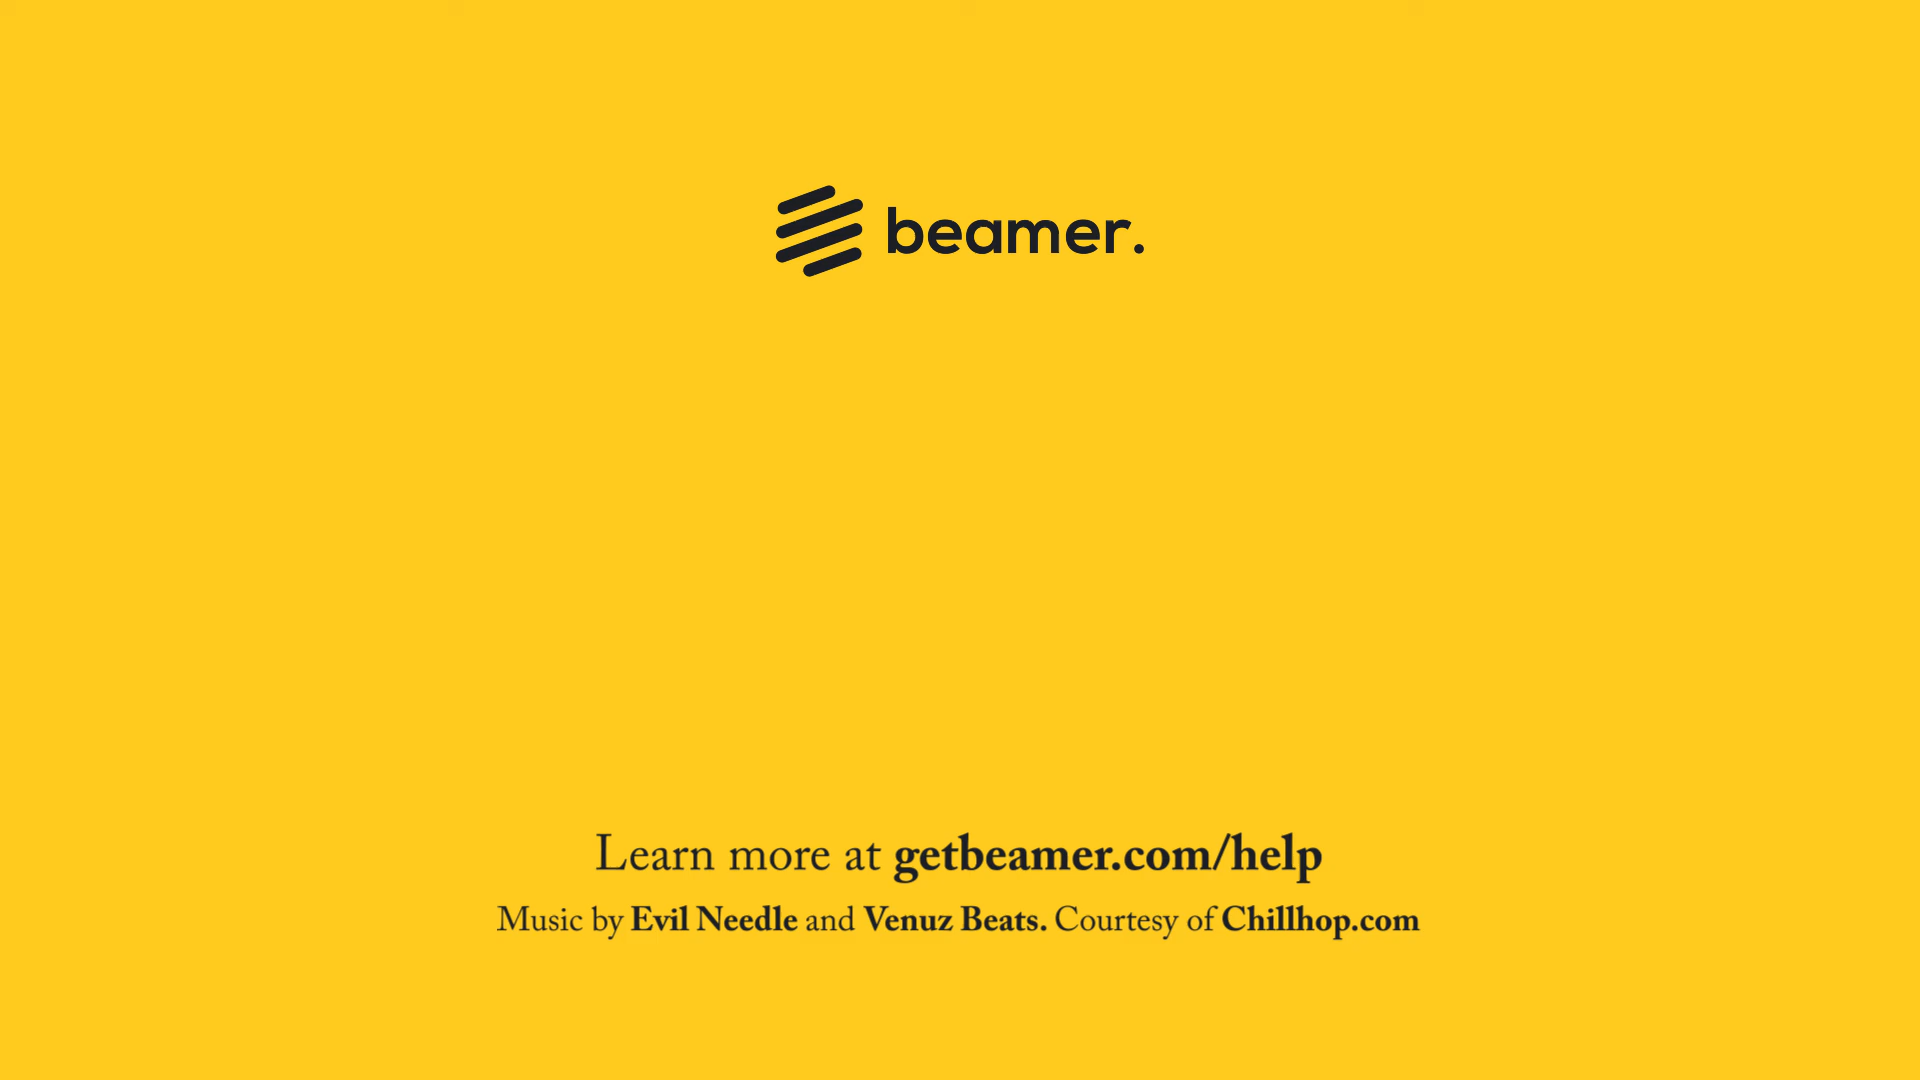 beamer.
Learn more at getbeamer.com/help
Music by Evil Needle and Venuz Beats. Courtesy of Chillhop.com